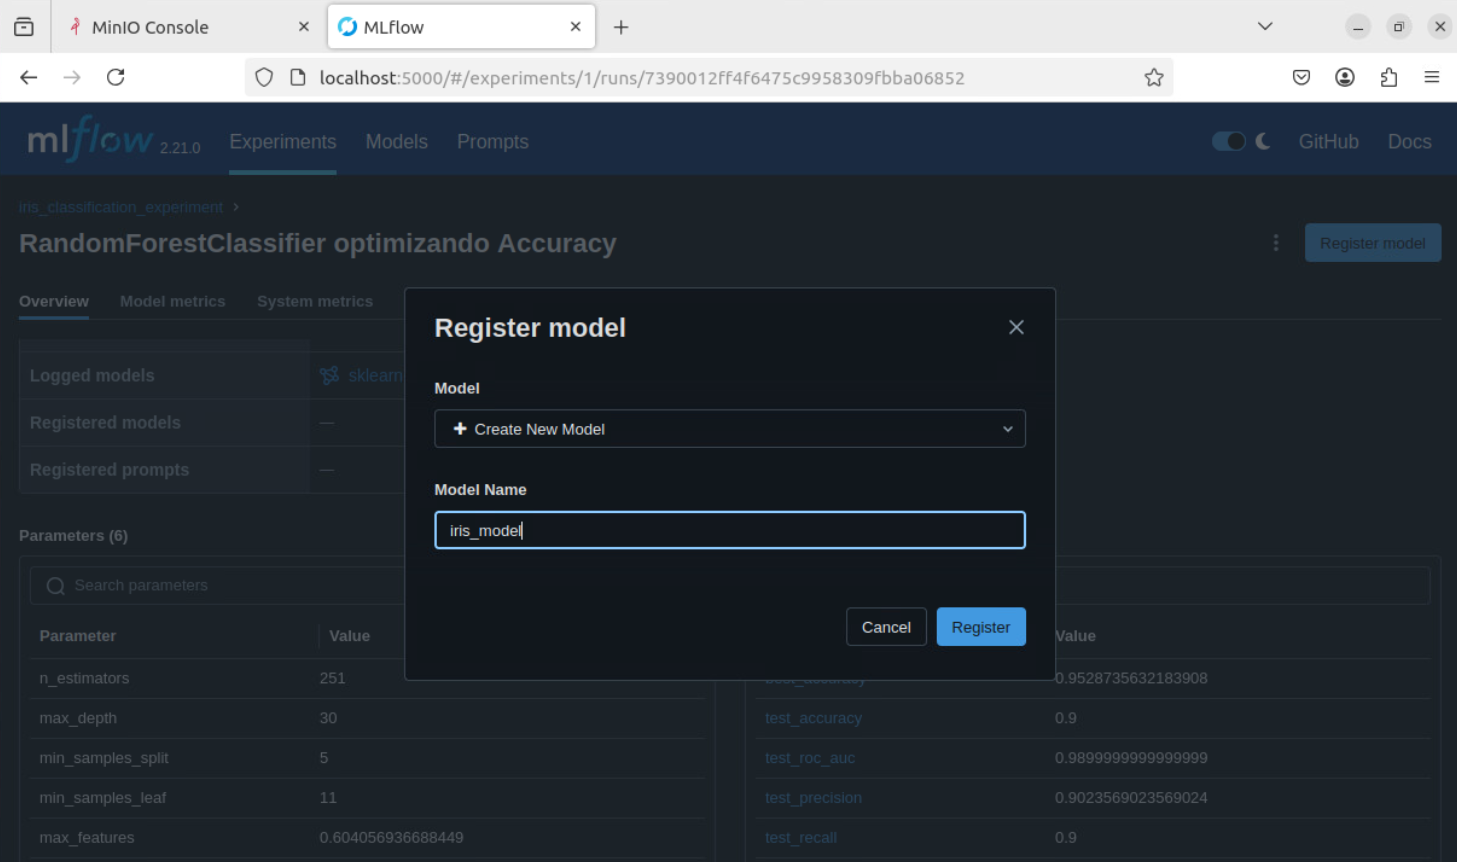 MinIO Console
MLflow
localhost:5000/#/experiments/1/runs/7390012ff4f6475c9958309fbba06852
mlflow 2.21.0 Experiments Models Prompts GitHub Docs
iris_classification_experiment
RandomForestClassifier optimizando Accuracy
Register model
Overview Model metrics System metrics
Register model
Model
Create New Model
Model Name
iris_model
Cancel Register
Logged models sklearn
Registered models —
Registered prompts —
Parameters (6)
Search parameters
Parameter Value
n_estimators 251
max_depth 30
min_samples_split 5
min_samples_leaf 11
max_features 0.604056936688449
Value
best_accuracy 0.9528735632183908
test_accuracy 0.9
test_roc_auc 0.9899999999999999
test_precision 0.9023569023569024
test_recall 0.9